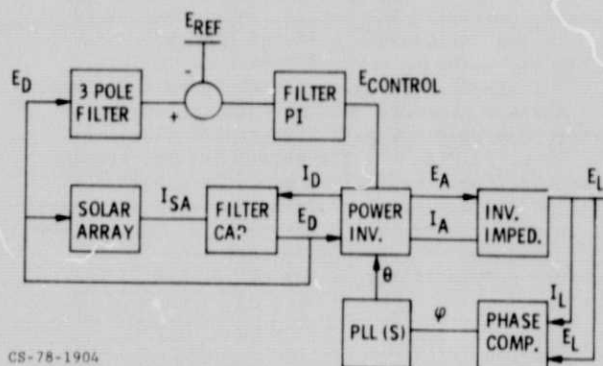 E_REF
E_D
3 POLE
FILTER
-
+
FILTER
PI
E_CONTROL
SOLAR
ARRAY
I_SA
FILTER
CAP
I_D
E_D
POWER
INV.
E_A
I_A
INV.
IMPED.
E_L
θ
PLL (S)
φ
PHASE
COMP.
I_L
E_L
CS-78-1904